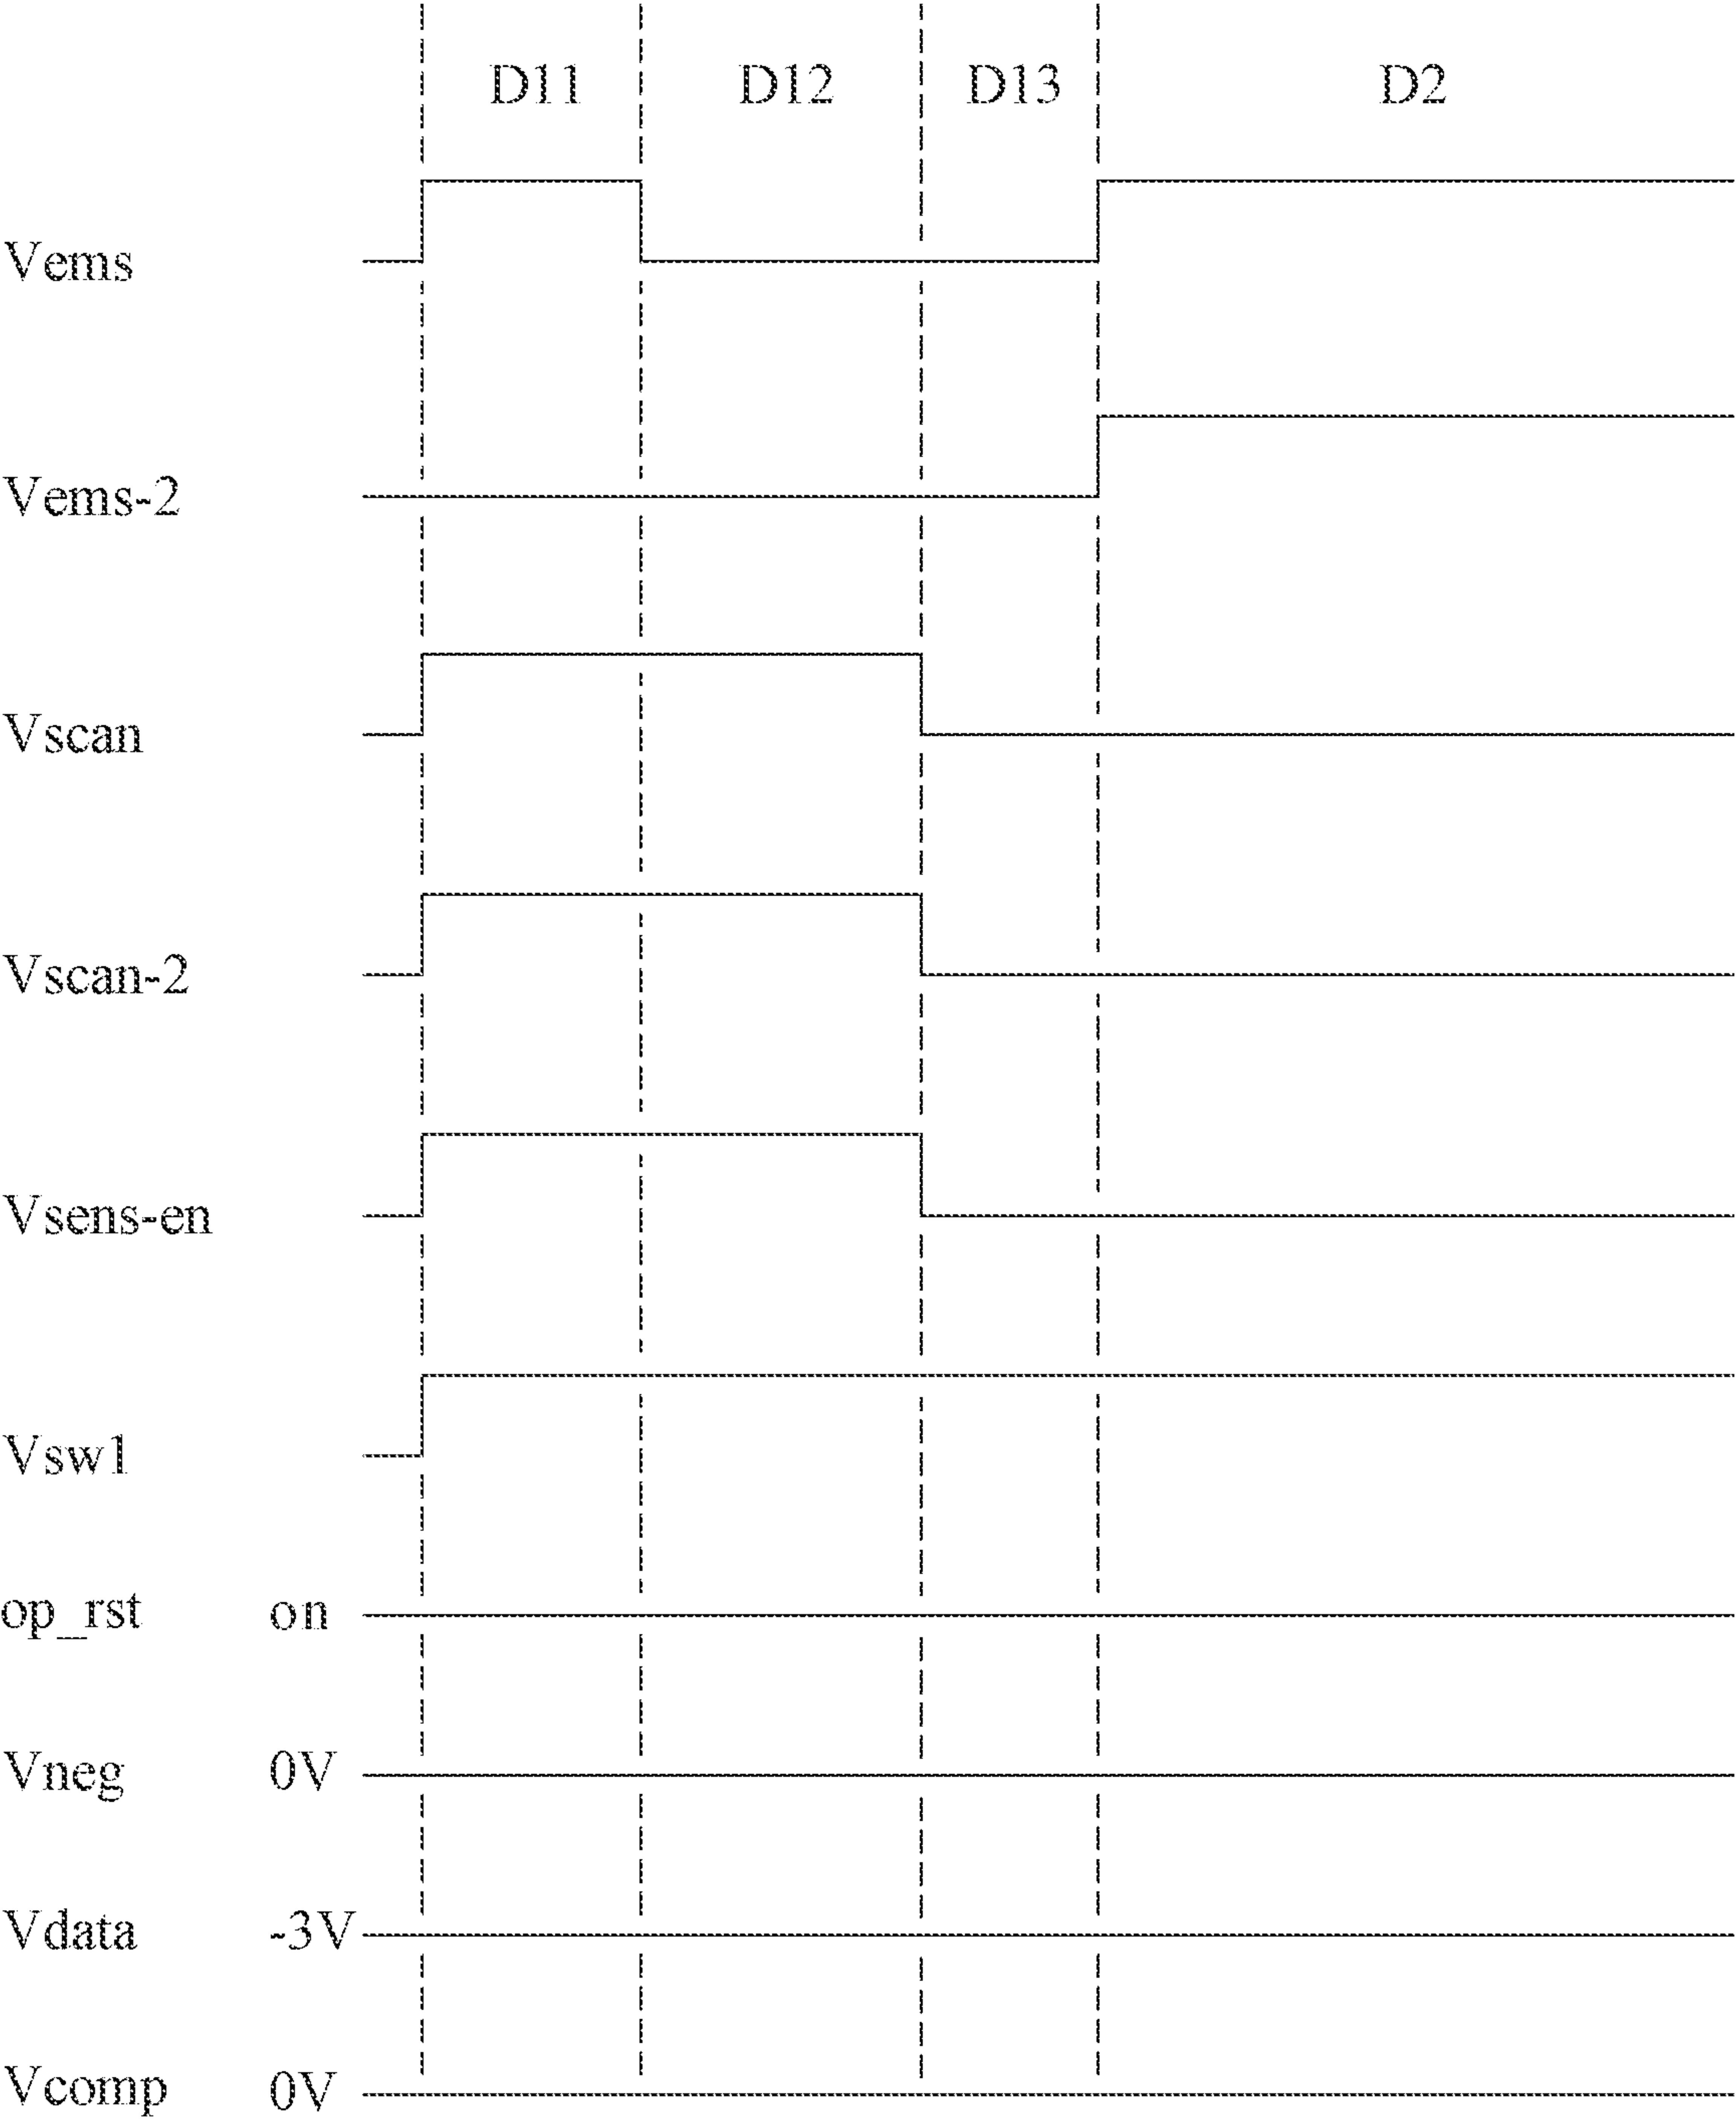 D11 D12 D13 D2
Vems
Vems-2
Vscan
Vscan-2
Vsens-en
Vsw1
op_rst on
Vneg 0V
Vdata -3V
Vcomp 0V